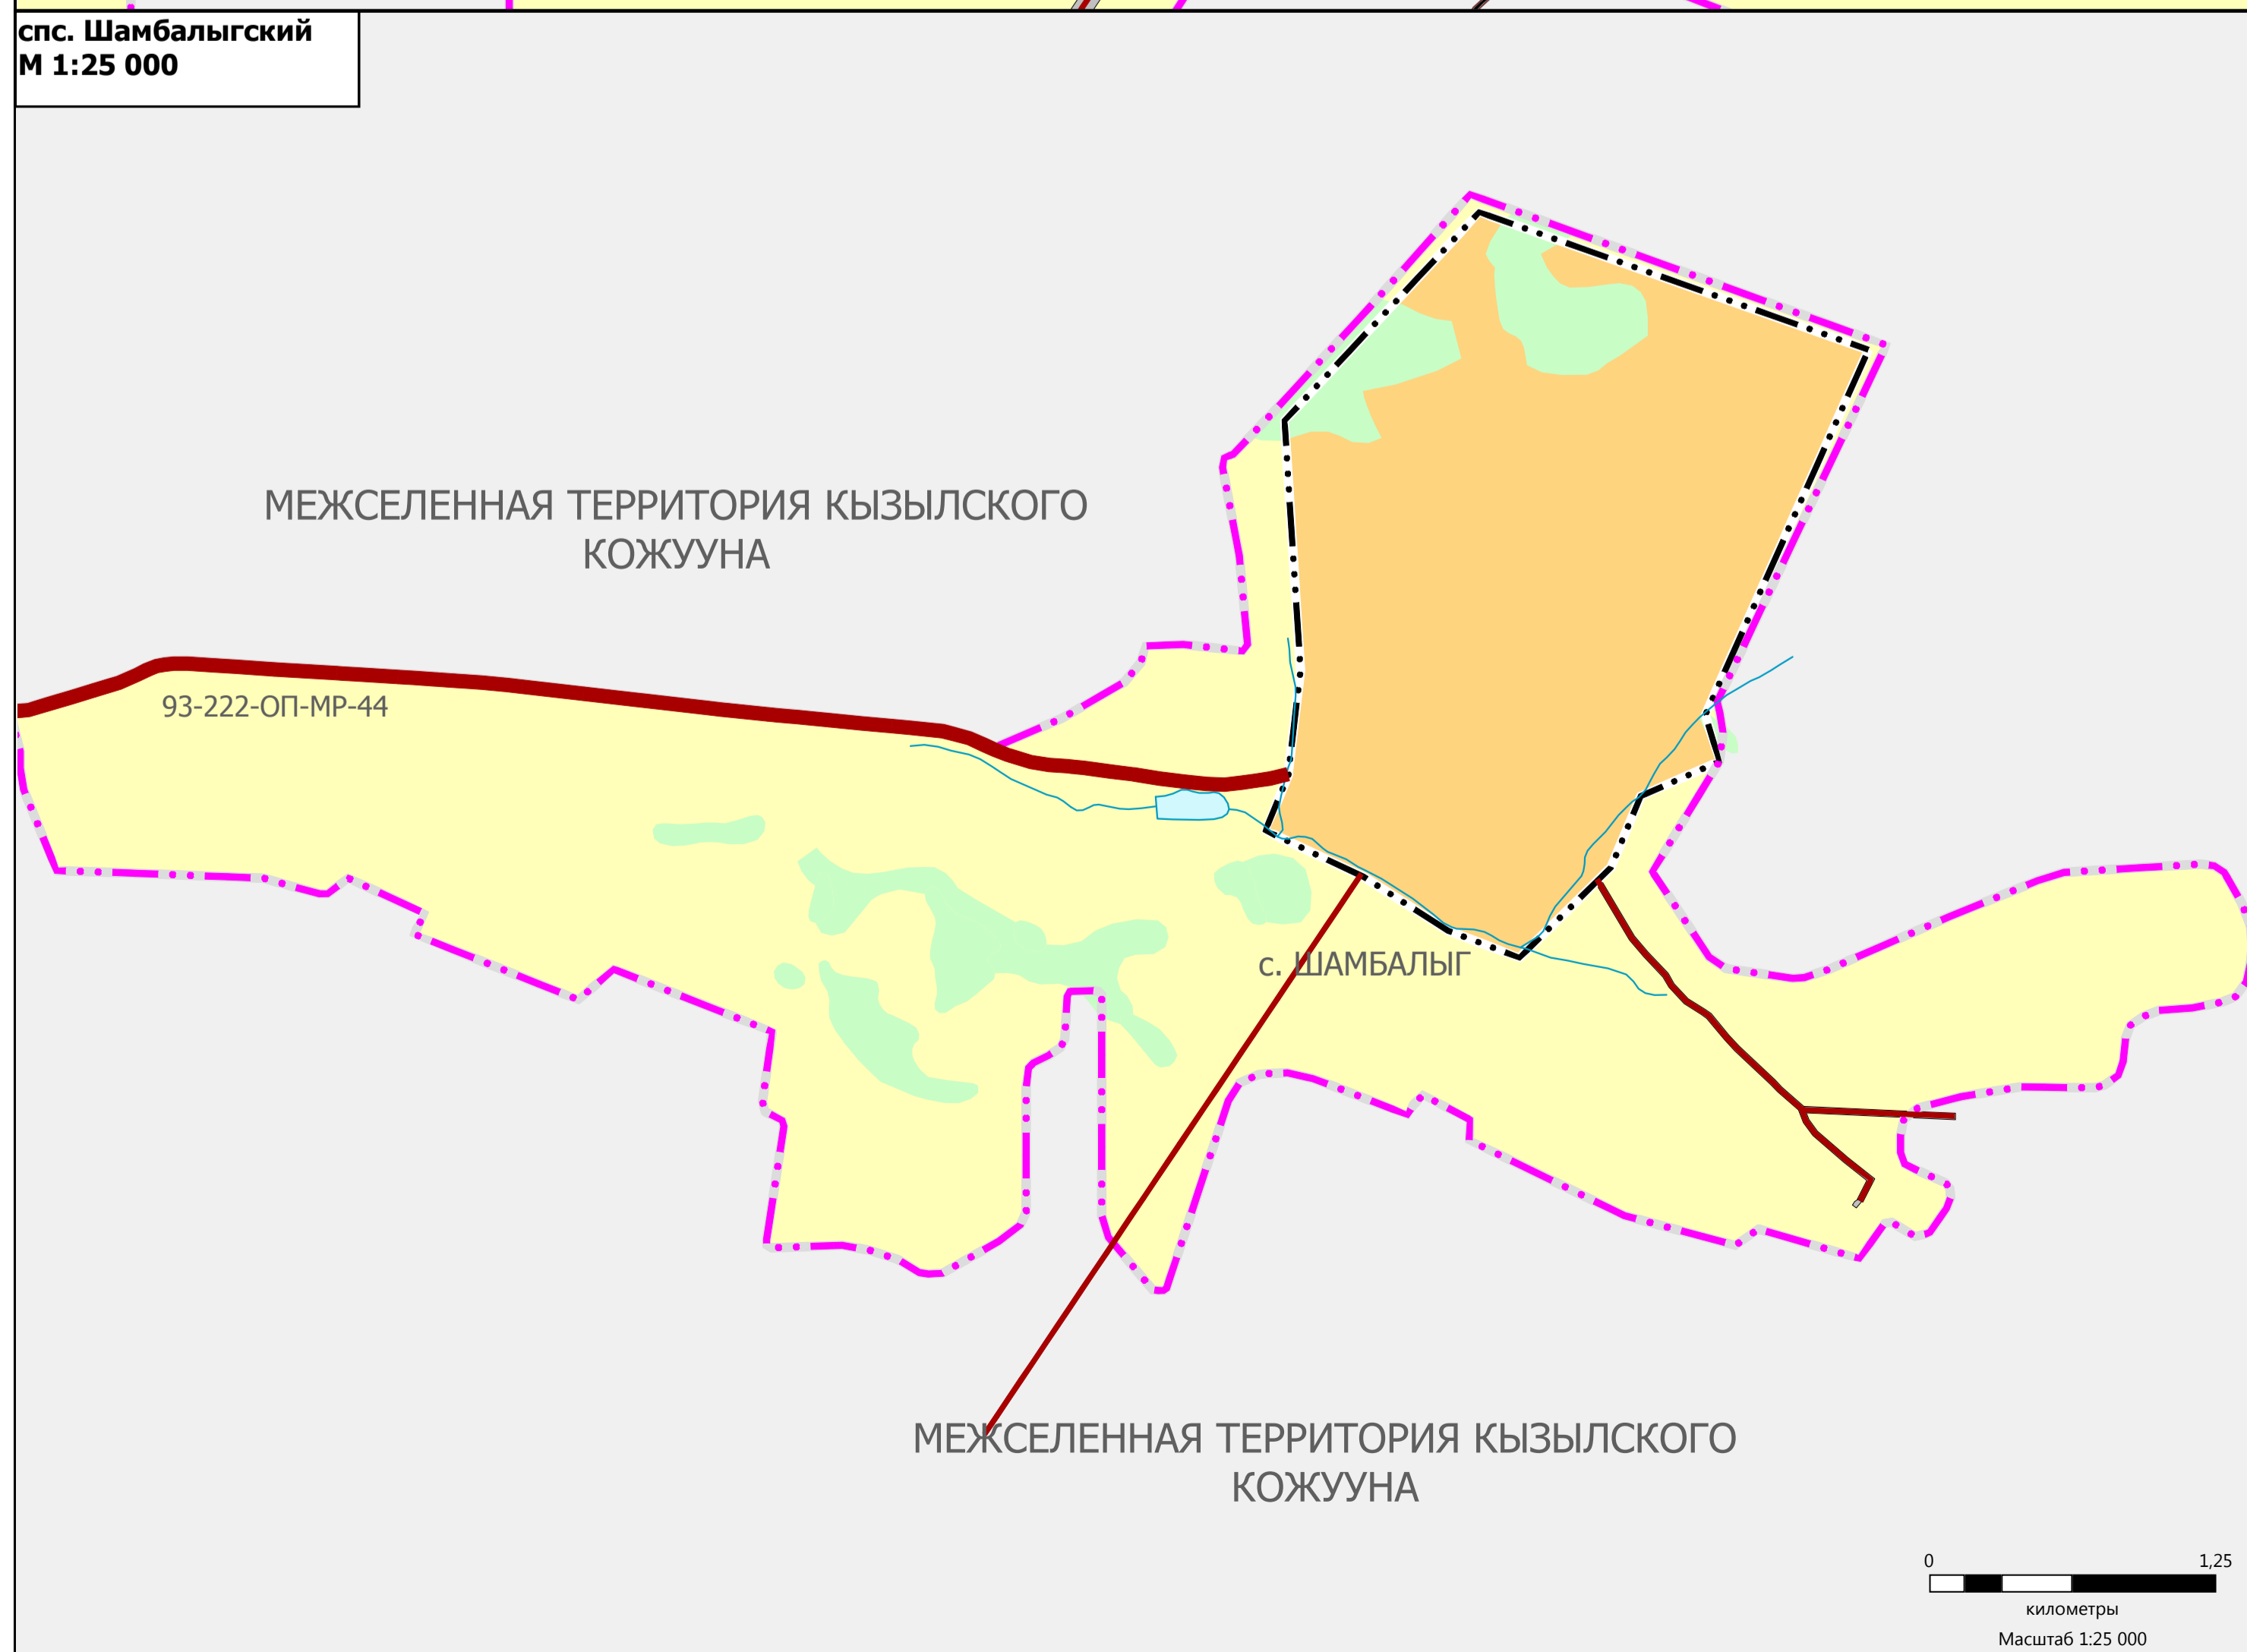 спс. Шамбалыгский
М 1:25 000
МЕЖСЕЛЕННАЯ ТЕРРИТОРИЯ КЫЗЫЛСКОГО
КОЖУУНА
93-222-ОП-МР-44
с. ШАМБАЛЫГ
МЕЖСЕЛЕННАЯ ТЕРРИТОРИЯ КЫЗЫЛСКОГО
КОЖУУНА
0 1,25
километры
Масштаб 1:25 000